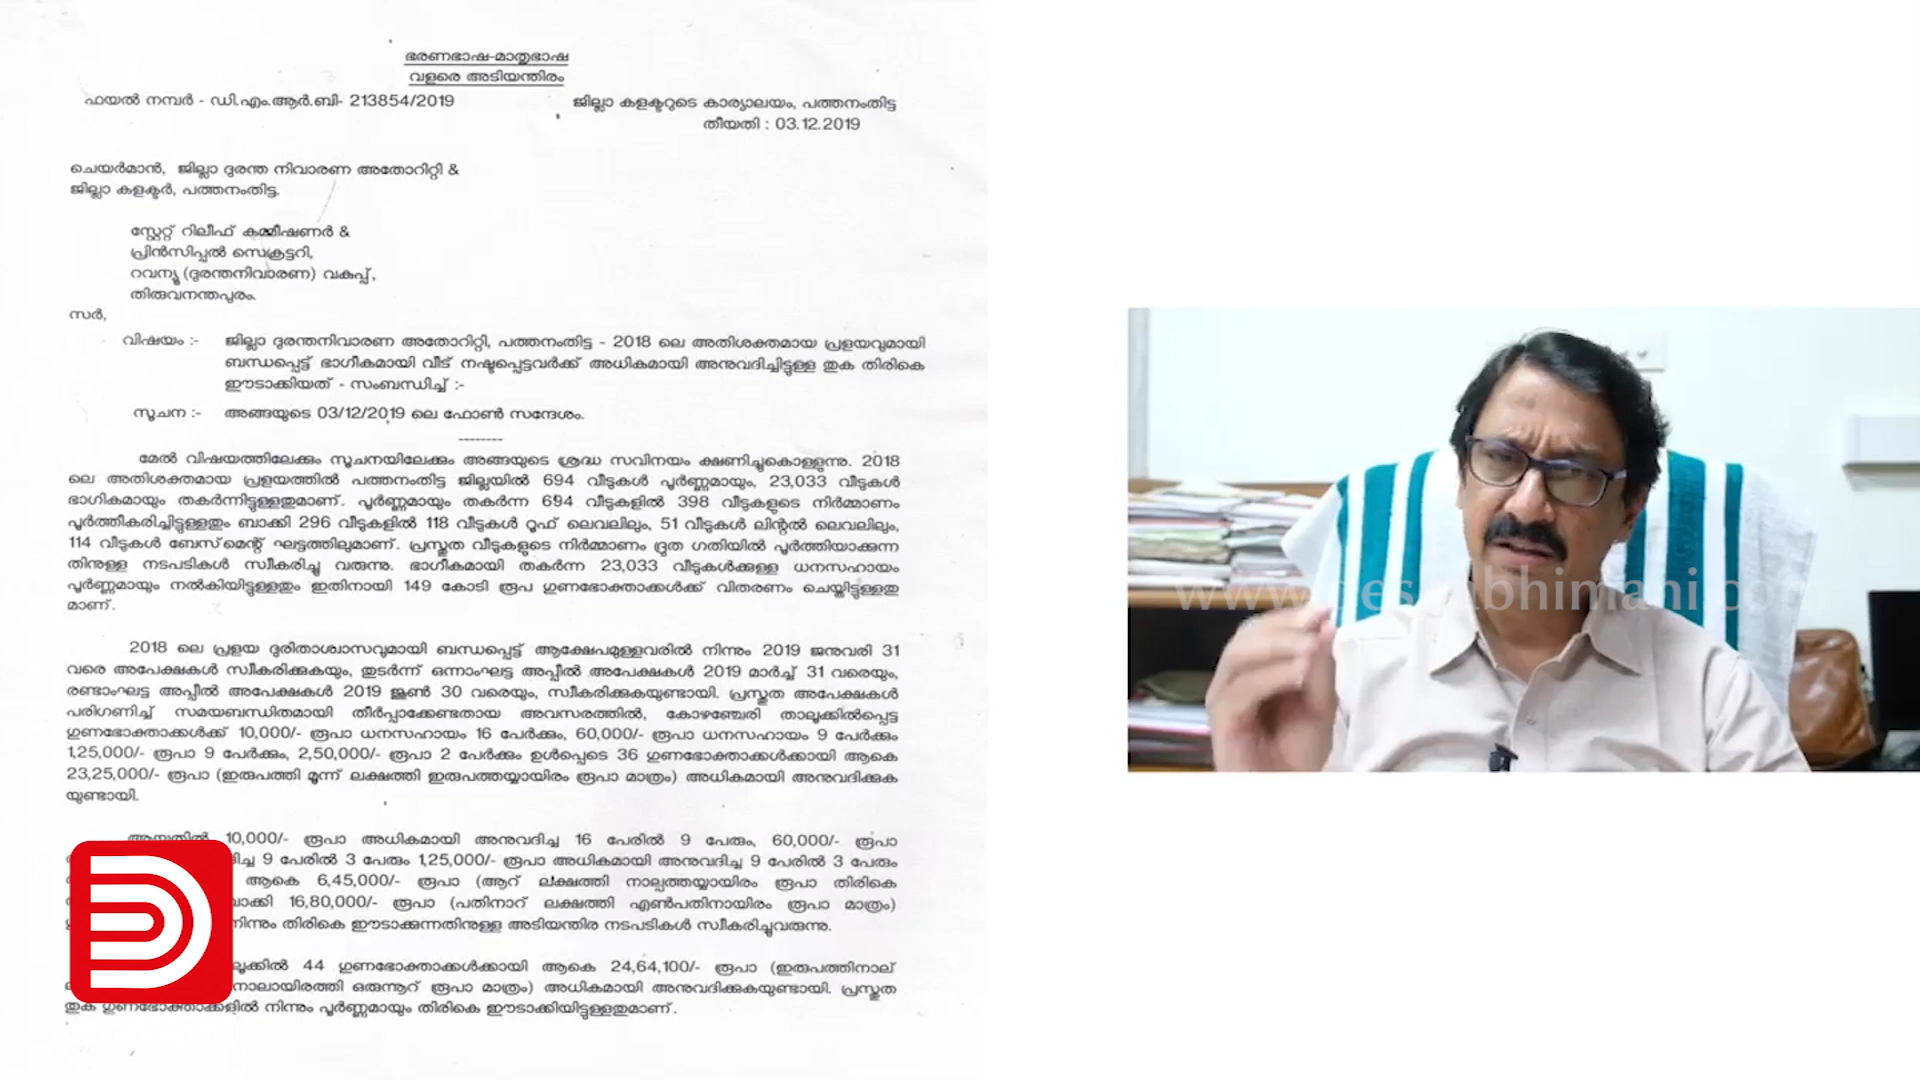 ഭരണഭാഷ-മാതൃഭാഷ
വളരെ അടിയന്തിരം
ഫയൽ നമ്പർ - ഡി.എം.ആർ.ബി- 213854/2019
ജില്ലാ കളക്ടറുടെ കാര്യാലയം, പത്തനംതിട്ട
തീയതി : 03.12.2019
ചെയർമാൻ, ജില്ലാ ദുരന്ത നിവാരണ അതോറിറ്റി &
ജില്ലാ കളക്ടർ, പത്തനംതിട്ട.
സ്റ്റേറ്റ് റിലീഫ് കമ്മീഷണർ &
പ്രിൻസിപ്പൽ സെക്രട്ടറി,
റവന്യൂ (ദുരന്തനിവാരണ) വകുപ്പ്,
തിരുവനന്തപുരം.
സർ,
വിഷയം :- ജില്ലാ ദുരന്തനിവാരണ അതോറിറ്റി, പത്തനംതിട്ട - 2018 ലെ അതിശക്തമായ പ്രളയവുമായി
ബന്ധപ്പെട്ട് ഭാഗീകമായി വീട് നഷ്ടപ്പെട്ടവർക്ക് അധികമായി അനുവദിച്ചിട്ടുള്ള തുക തിരികെ
ഈടാക്കിയത് - സംബന്ധിച്ച് :-
സൂചന :- അങ്ങയുടെ 03/12/2019 ലെ ഫോൺ സന്ദേശം.
--------
മേൽ വിഷയത്തിലേക്കും സൂചനയിലേക്കും അങ്ങയുടെ ശ്രദ്ധ സവിനയം ക്ഷണിച്ചുകൊള്ളുന്നു. 2018
ലെ അതിശക്തമായ പ്രളയത്തിൽ പത്തനംതിട്ട ജില്ലയിൽ 694 വീടുകൾ പൂർണ്ണമായും, 23,033 വീടുകൾ
ഭാഗികമായും തകർന്നിട്ടുള്ളതുമാണ്. പൂർണ്ണമായും തകർന്ന 694 വീടുകളിൽ 398 വീടുകളുടെ നിർമ്മാണം
പൂർത്തീകരിച്ചിട്ടുള്ളതും ബാക്കി 296 വീടുകളിൽ 118 വീടുകൾ റൂഫ് ലെവലിലും, 51 വീടുകൾ ലിന്റൽ ലെവലിലും,
114 വീടുകൾ ബേസ്മെന്റ് ഘട്ടത്തിലുമാണ്. പ്രസ്തുത വീടുകളുടെ നിർമ്മാണം ദ്രുത ഗതിയിൽ പൂർത്തിയാക്കുന്ന
തിനുള്ള നടപടികൾ സ്വീകരിച്ചു വരുന്നു. ഭാഗീകമായി തകർന്ന 23,033 വീടുകൾക്കുള്ള ധനസഹായം
പൂർണ്ണമായും നൽകിയിട്ടുള്ളതും ഇതിനായി 149 കോടി രൂപ ഗുണഭോക്താക്കൾക്ക് വിതരണം ചെയ്തിട്ടുള്ളതു
മാണ്.
2018 ലെ പ്രളയ ദുരിതാശ്വാസവുമായി ബന്ധപ്പെട്ട് ആക്ഷേപമുള്ളവരിൽ നിന്നും 2019 ജനുവരി 31
വരെ അപേക്ഷകൾ സ്വീകരിക്കുകയും, തുടർന്ന് ഒന്നാംഘട്ട അപ്പീൽ അപേക്ഷകൾ 2019 മാർച്ച് 31 വരെയും,
രണ്ടാംഘട്ട അപ്പീൽ അപേക്ഷകൾ 2019 ജൂൺ 30 വരെയും, സ്വീകരിക്കുകയുണ്ടായി. പ്രസ്തുത അപേക്ഷകൾ
പരിഗണിച്ച് സമയബന്ധിതമായി തീർപ്പാക്കേണ്ടതായ അവസരത്തിൽ, കോഴഞ്ചേരി താലൂക്കിൽപ്പെട്ട
ഗുണഭോക്താക്കൾക്ക് 10,000/- രൂപാ ധനസഹായം 16 പേർക്കും, 60,000/- രൂപാ ധനസഹായം 9 പേർക്കും
1,25,000/- രൂപാ 9 പേർക്കും, 2,50,000/- രൂപാ 2 പേർക്കും ഉൾപ്പെടെ 36 ഗുണഭോക്താക്കൾക്കായി ആകെ
23,25,000/- രൂപാ (ഇരുപത്തി മൂന്ന് ലക്ഷത്തി ഇരുപത്തയ്യായിരം രൂപാ മാത്രം) അധികമായി അനുവദിക്കുക
യുണ്ടായി.
ആയതിൽ 10,000/- രൂപാ അധികമായി അനുവദിച്ച 16 പേരിൽ 9 പേരും, 60,000/- രൂപാ
ദിച്ച 9 പേരിൽ 3 പേരും 1,25,000/- രൂപാ അധികമായി അനുവദിച്ച 9 പേരിൽ 3 പേരും
ആകെ 6,45,000/- രൂപാ (ആറ് ലക്ഷത്തി നാല്പത്തയ്യായിരം രൂപാ തിരികെ
ബാക്കി 16,80,000/- രൂപാ (പതിനാറ് ലക്ഷത്തി എൺപതിനായിരം രൂപാ മാത്രം)
നിന്നും തിരികെ ഈടാക്കുന്നതിനുള്ള അടിയന്തിര നടപടികൾ സ്വീകരിച്ചുവരുന്നു.
ലൂക്കിൽ 44 ഗുണഭോക്താക്കൾക്കായി ആകെ 24,64,100/- രൂപാ (ഇരുപത്തിനാല്
നാലായിരത്തി ഒരുന്നൂറ് രൂപാ മാത്രം) അധികമായി അനുവദിക്കുകയുണ്ടായി. പ്രസ്തുത
തുക ഗുണഭോക്താക്കളിൽ നിന്നും പൂർണ്ണമായും തിരികെ ഈടാക്കിയിട്ടുള്ളതുമാണ്.
www.deshabhimani.com